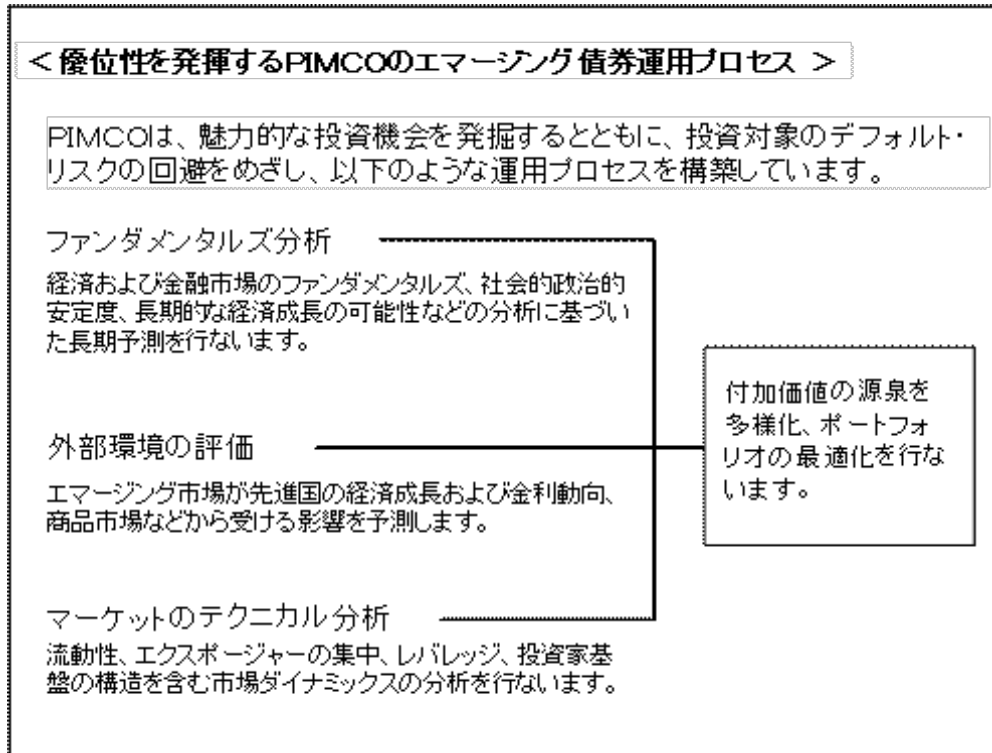 ＜優位性を発揮するPIMCOのエマージング債券運用プロセス ＞
PIMCOは、魅力的な投資機会を発掘するとともに、投資対象のデフォルト・
リスクの回避をめざし、以下のような運用プロセスを構築しています。
ファンダメンタルズ分析
経済および金融市場のファンダメンタルズ、社会的政治的
安定度、長期的な経済成長の可能性などの分析に基づい
た長期予測を行ないます。
外部環境の評価
エマージング市場が先進国の経済成長および金利動向、
商品市場などから受ける影響を予測します。
マーケットのテクニカル分析
流動性、エクスポージャーの集中、レバレッジ、投資家基
盤の構造を含む市場ダイナミックスの分析を行ないます。
付加価値の源泉を
多様化、ポートフォ
リオの最適化を行な
います。